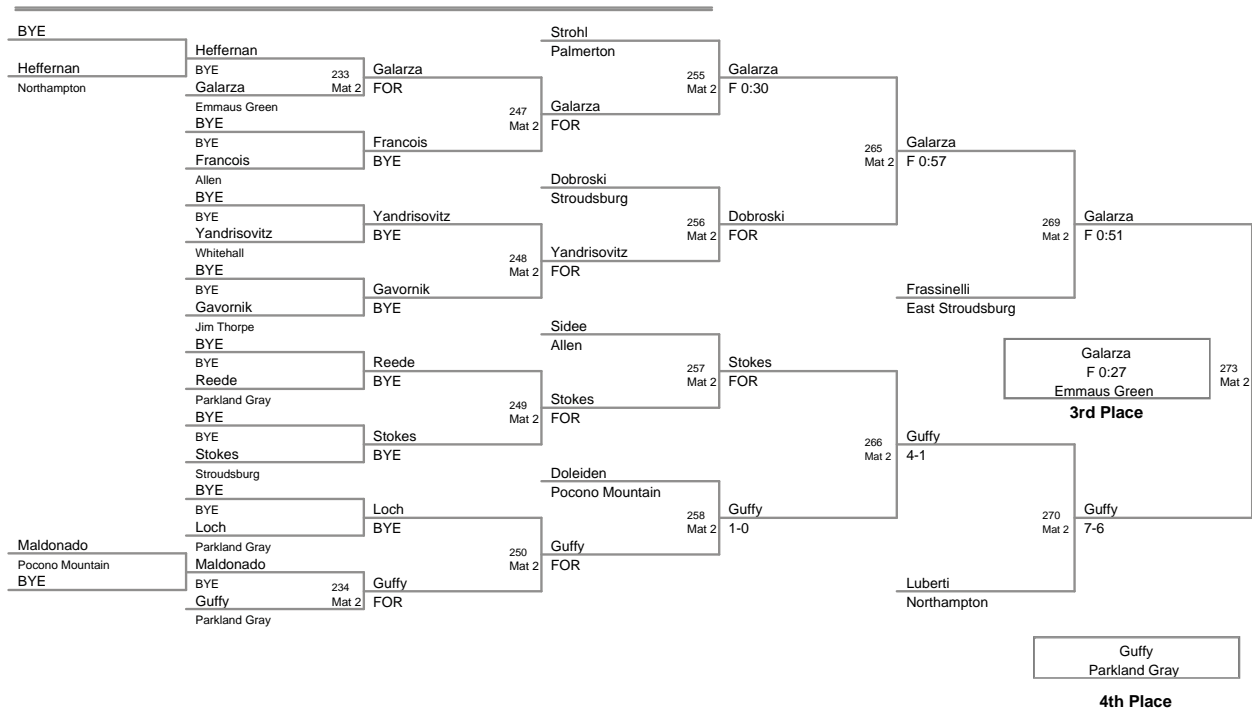 BYE
Heffernan
Northampton
Maldonado
Pocono Mountain
BYE
Heffernan
BYE
Galarza
Emmaus Green
233
Mat 2
BYE
BYE
Francois
Allen
BYE
BYE
Yandrisovitz
Whitehall
BYE
BYE
Gavornik
Jim Thorpe
BYE
BYE
Reede
Parkland Gray
BYE
BYE
Stokes
Stroudsburg
BYE
BYE
Loch
Parkland Gray
Maldonado
BYE
Guffy
Parkland Gray
234
Mat 2
Galarza
FOR
Francois
BYE
247
Mat 2
Yandrisovitz
BYE
Gavornik
BYE
248
Mat 2
Reede
BYE
Stokes
BYE
249
Mat 2
Loch
BYE
Guffy
FOR
250
Mat 2
Strohl
Palmerton
Galarza
FOR
255
Mat 2
Dobroski
Stroudsburg
Yandrisovitz
FOR
256
Mat 2
Sidee
Allen
Stokes
FOR
257
Mat 2
Doleiden
Pocono Mountain
Guffy
FOR
258
Mat 2
Galarza
F 0:30
Dobroski
FOR
265
Mat 2
Stokes
FOR
Guffy
1-0
266
Mat 2
Galarza
F 0:57
Frassinelli
East Stroudsburg
269
Mat 2
Guffy
4-1
Luberti
Northampton
270
Mat 2
Galarza
F 0:51
Guffy
7-6
273
Mat 2
Galarza
F 0:27
Emmaus Green
3rd Place
Guffy
Parkland Gray
4th Place